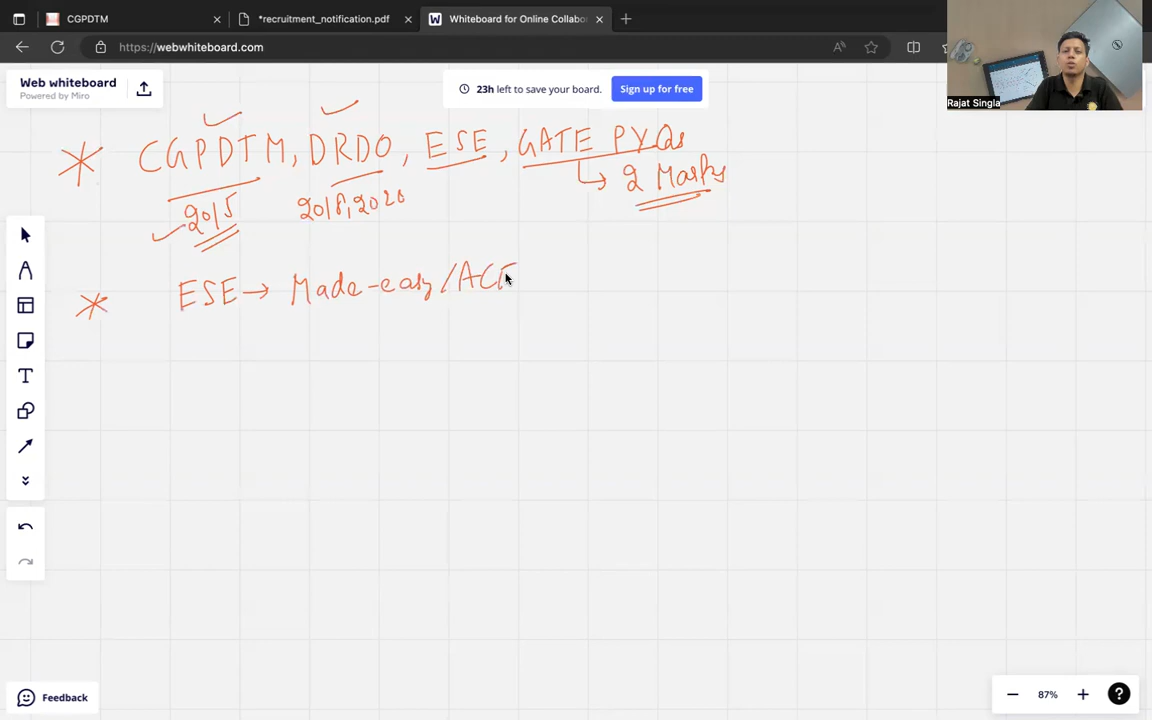 CGPDTM
*recruitment_notification.pdf
Whiteboard for Online Collabo
https://webwhiteboard.com
Rajat Singla
Web whiteboard
Powered by Miro
23h left to save your board.
Sign up for free
* CGPDTM, DRDO, ESE, GATE PYQs
↳ 2 Marks
2015 2018, 2020
* ESE → Made-easy/ACE
Feedback
87%